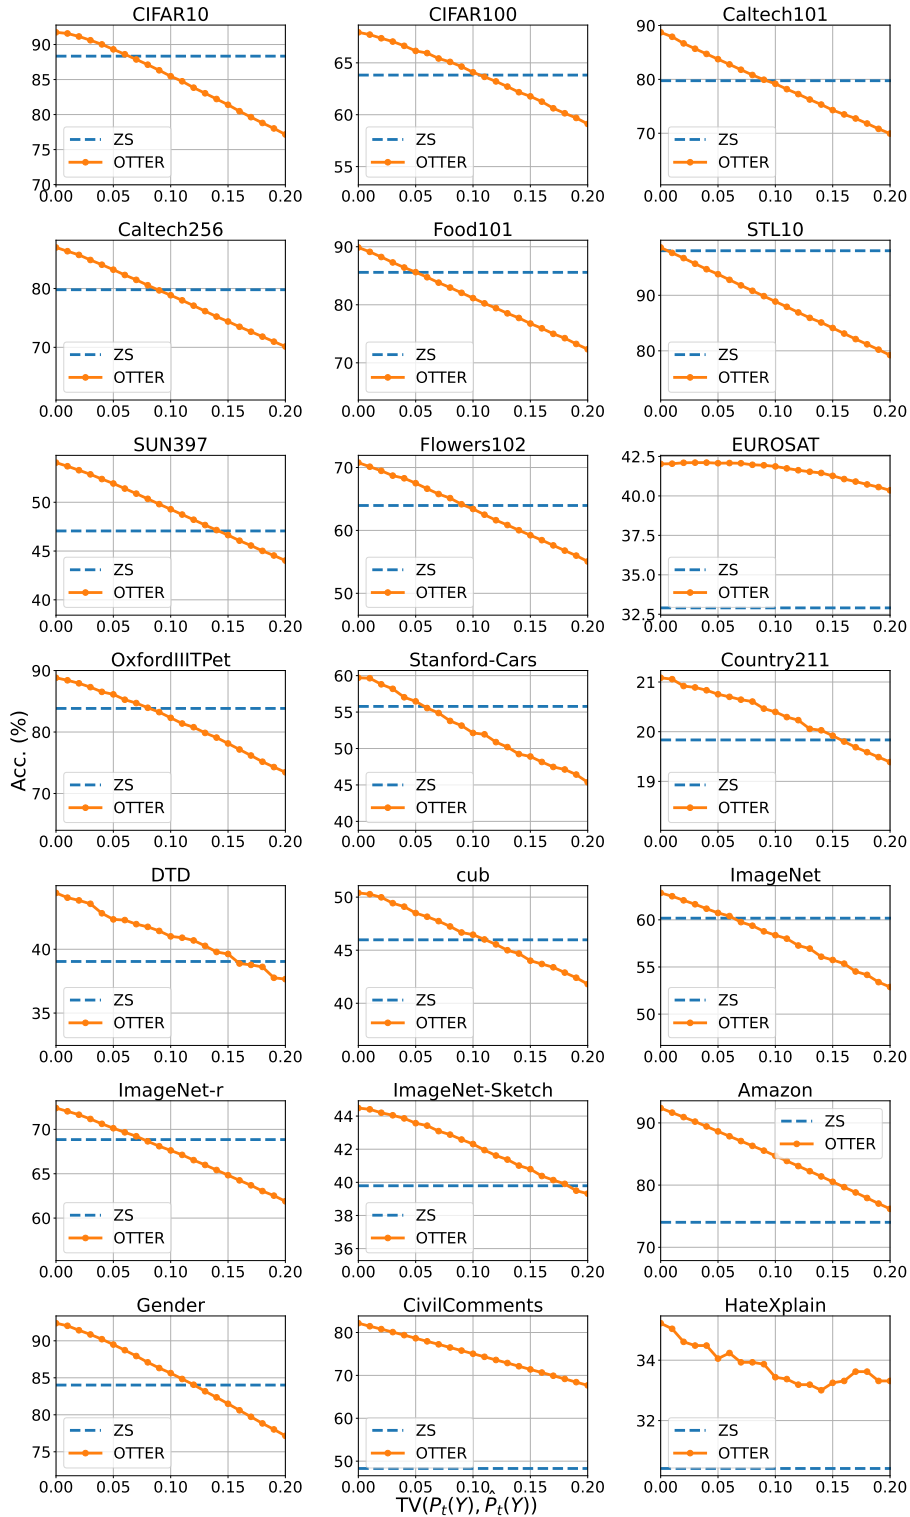 CIFAR10 CIFAR100 Caltech101
90
85
80
75
70
ZS
OTTER
0.00 0.05 0.10 0.15 0.20
65
60
55
ZS
OTTER
0.00 0.05 0.10 0.15 0.20
90
80
70
ZS
OTTER
0.00 0.05 0.10 0.15 0.20
Caltech256 Food101 STL10
80
70
ZS
OTTER
0.00 0.05 0.10 0.15 0.20
90
80
70
ZS
OTTER
0.00 0.05 0.10 0.15 0.20
90
80
ZS
OTTER
0.00 0.05 0.10 0.15 0.20
SUN397 Flowers102 EUROSAT
50
45
40
ZS
OTTER
0.00 0.05 0.10 0.15 0.20
70
60
50
ZS
OTTER
0.00 0.05 0.10 0.15 0.20
42.5
40.0
35.0
32.5
ZS
OTTER
0.00 0.05 0.10 0.15 0.20
OxfordIIITPet Stanford-Cars Country211
Acc. (%)
90
80
70
ZS
OTTER
0.00 0.05 0.10 0.15 0.20
60
55
50
45
40
ZS
OTTER
0.00 0.05 0.10 0.15 0.20
21
20
19
ZS
OTTER
0.00 0.05 0.10 0.15 0.20
DTD cub ImageNet
40
35
ZS
OTTER
0.00 0.05 0.10 0.15 0.20
50
45
40
ZS
OTTER
0.00 0.05 0.10 0.15 0.20
60
55
50
ZS
OTTER
0.00 0.05 0.10 0.15 0.20
ImageNet-r ImageNet-Sketch Amazon
70
65
60
ZS
OTTER
0.00 0.05 0.10 0.15 0.20
44
42
40
38
36
ZS
OTTER
0.00 0.05 0.10 0.15 0.20
90
80
70
ZS
OTTER
0.00 0.05 0.10 0.15 0.20
Gender CivilComments HateXplain
90
85
80
75
ZS
OTTER
0.00 0.05 0.10 0.15 0.20
80
70
60
50
ZS
OTTER
0.00 0.05 0.10 0.15 0.20
34
32
ZS
OTTER
0.00 0.05 0.10 0.15 0.20
TV(P_t(Y), P̂_t(Y))